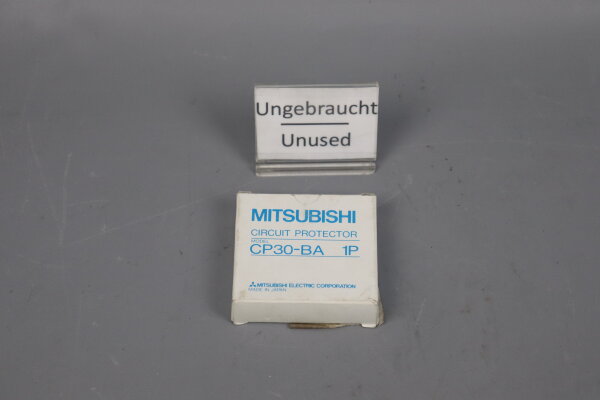 Ungebraucht
Unused
MITSUBISHI
CIRCUIT PROTECTOR
MODEL
CP30-BA 1P
MITSUBISHI ELECTRIC CORPORATION
MADE IN JAPAN